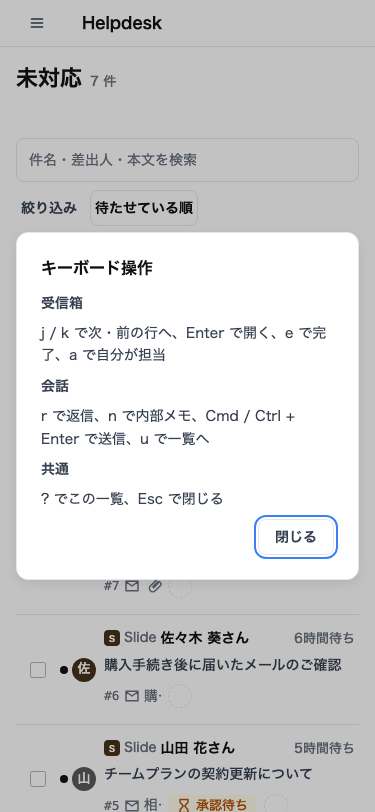 Helpdesk
未対応 7 件
件名・差出人・本文を検索
絞り込み 待たせている順
キーボード操作
受信箱
j / k で次・前の行へ、Enter で開く、e で完
了、a で自分が担当
会話
r で返信、n で内部メモ、Cmd / Ctrl +
Enter で送信、u で一覧へ
共通
? でこの一覧、Esc で閉じる
閉じる
#7
S Slide 佐々木 葵さん 6時間待ち
佐 購入手続き後に届いたメールのご確認
#6 購·
S Slide 山田 花さん 5時間待ち
山 チームプランの契約更新について
#5 相· 承認待ち